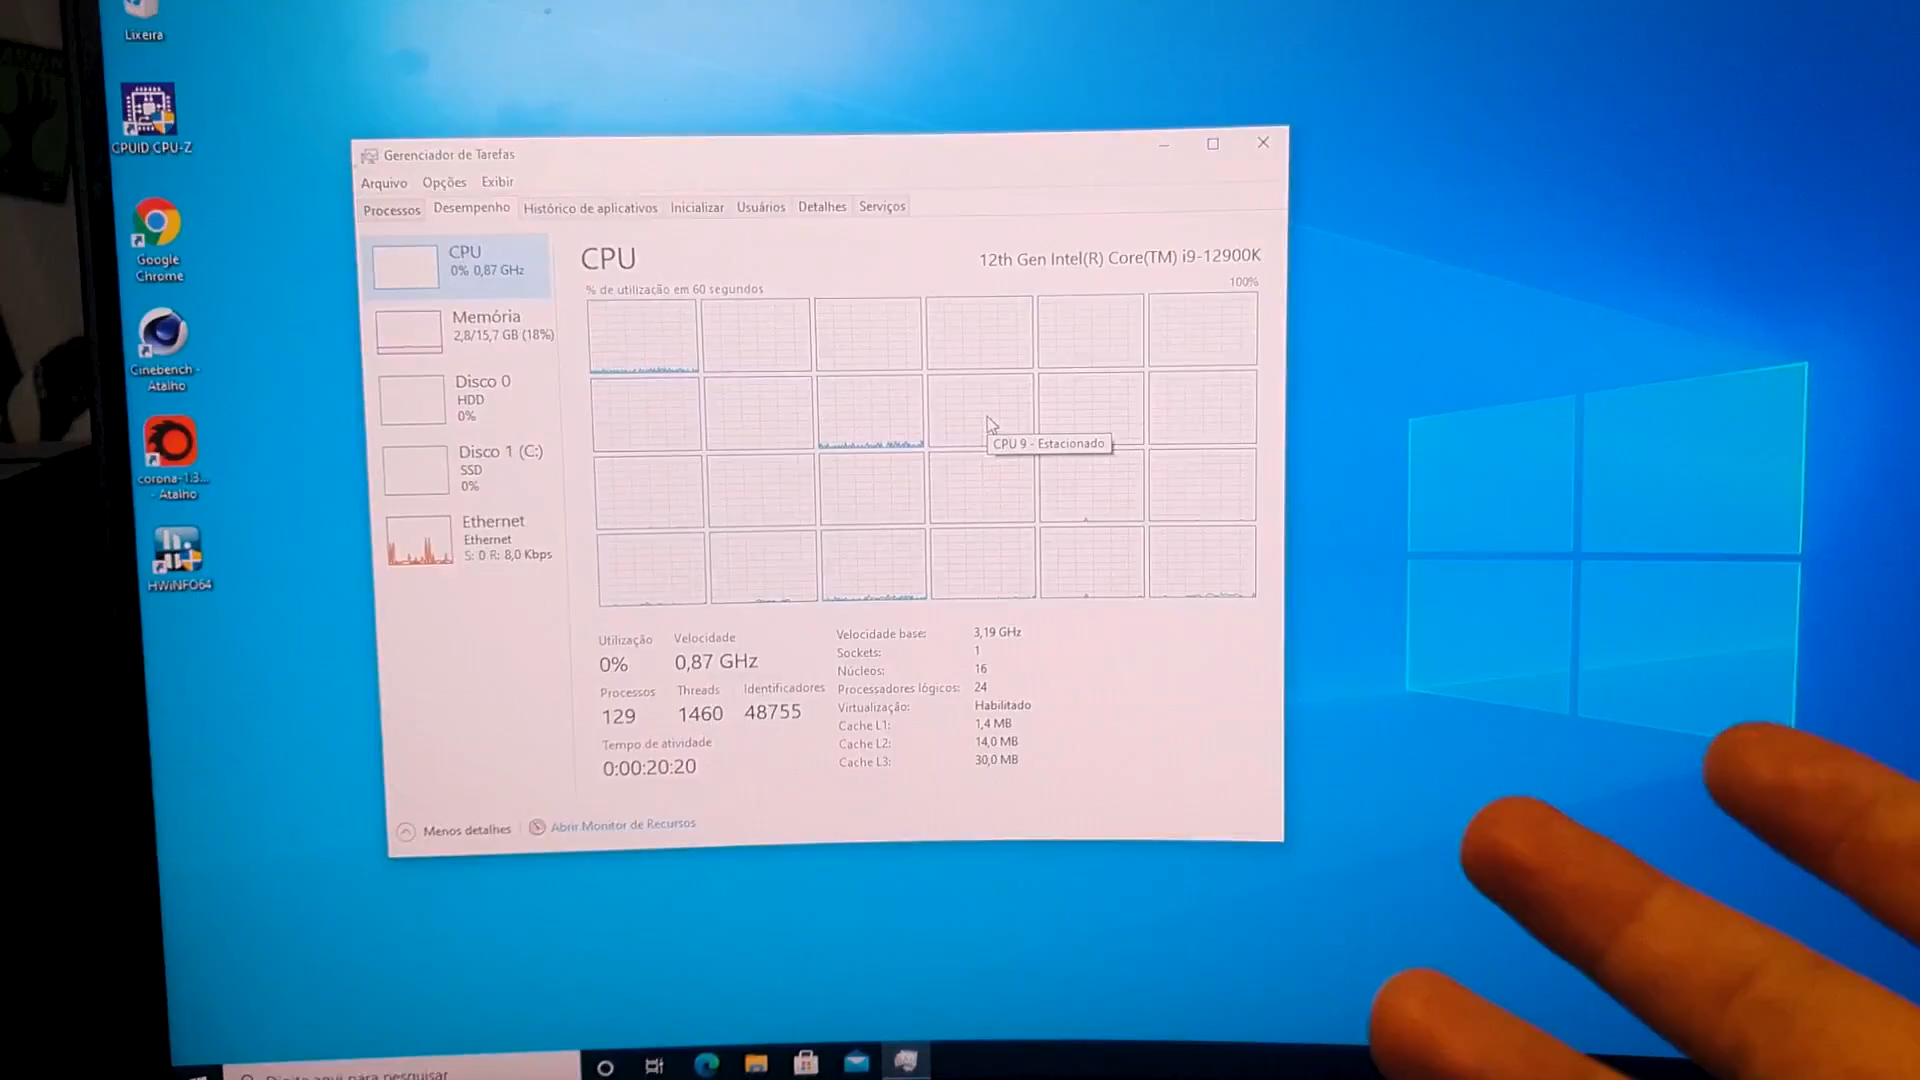 Lixeira
CPUID CPU-Z
Google
Chrome
Cinebench -
Atalho
corona-1.3...
- Atalho
HWiNFO64
Gerenciador de Tarefas
Arquivo Opções Exibir
Processos Desempenho Histórico de aplicativos Inicializar Usuários Detalhes Serviços
CPU
0% 0,87 GHz
Memória
2,8/15,7 GB (18%)
Disco 0
HDD
0%
Disco 1 (C:)
SSD
0%
Ethernet
Ethernet
S: 0 R: 8,0 Kbps
CPU
12th Gen Intel(R) Core(TM) i9-12900K
% de utilização em 60 segundos
100%
CPU 9 - Estacionado
Utilização Velocidade
0% 0,87 GHz
Processos Threads Identificadores
129 1460 48755
Tempo de atividade
0:00:20:20
Velocidade base: 3,19 GHz
Sockets: 1
Núcleos: 16
Processadores lógicos: 24
Virtualização: Habilitado
Cache L1: 1,4 MB
Cache L2: 14,0 MB
Cache L3: 30,0 MB
Menos detalhes
Abrir Monitor de Recursos
Digite aqui para pesquisar